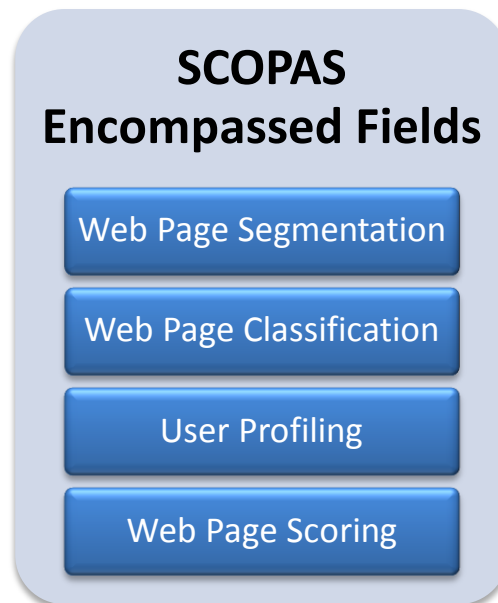 SCOPAS
Encompassed Fields
Web Page Segmentation
Web Page Classification
User Profiling
Web Page Scoring